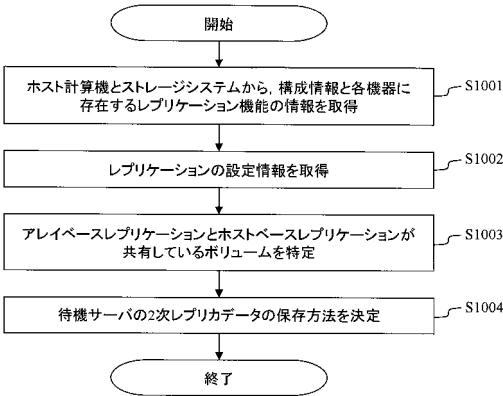 開始
ホスト計算機とストレージシステムから，構成情報と各機器に
存在するレプリケーション機能の情報を取得
S1001
レプリケーションの設定情報を取得
S1002
アレイベースレプリケーションとホストベースレプリケーションが
共有しているボリュームを特定
S1003
待機サーバの2次レプリカデータの保存方法を決定
S1004
終了